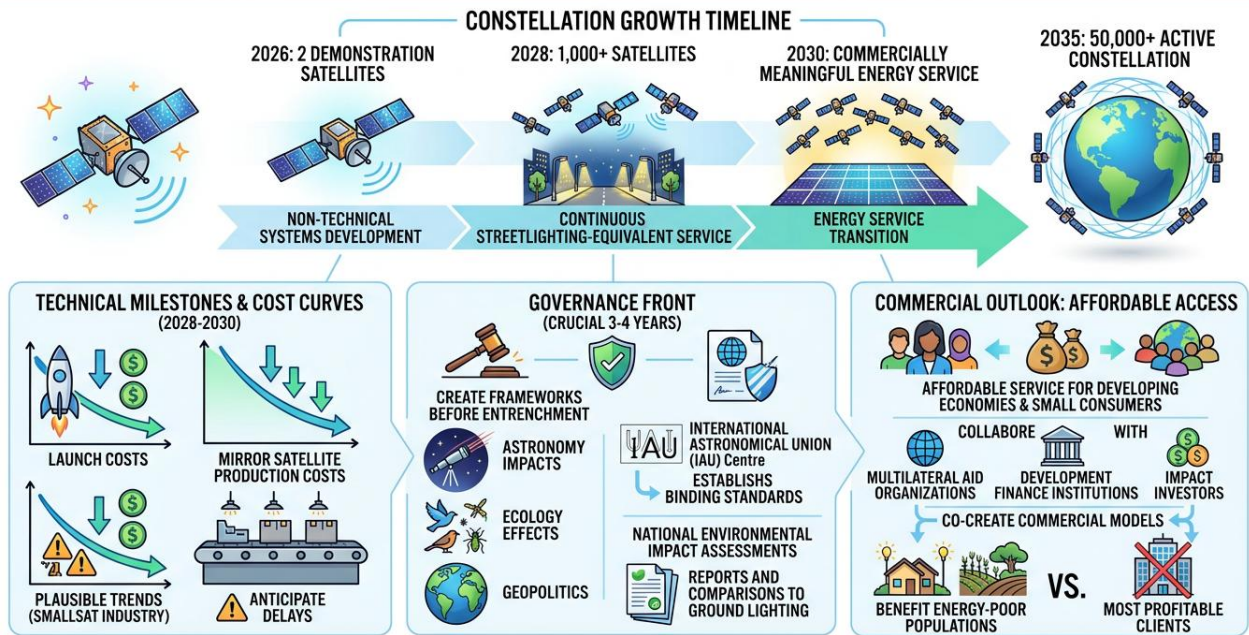 CONSTELLATION GROWTH TIMELINE
2026: 2 DEMONSTRATION
SATELLITES
2028: 1,000+ SATELLITES
2030: COMMERCIALLY
MEANINGFUL ENERGY SERVICE
2035: 50,000+ ACTIVE
CONSTELLATION
NON-TECHNICAL
SYSTEMS DEVELOPMENT
CONTINUOUS
STREETLIGHTING-EQUIVALENT SERVICE
ENERGY SERVICE
TRANSITION
TECHNICAL MILESTONES & COST CURVES
(2028-2030)
$
$
LAUNCH COSTS
MIRROR SATELLITE
PRODUCTION COSTS
$
$
PLAUSIBLE TRENDS
(SMALLSAT INDUSTRY)
ANTICIPATE
DELAYS
GOVERNANCE FRONT
(CRUCIAL 3-4 YEARS)
CREATE FRAMEWORKS
BEFORE ENTRENCHMENT
ASTRONOMY
IMPACTS
ECOLOGY
EFFECTS
GEOPOLITICS
IAU
INTERNATIONAL
ASTRONOMICAL UNION
(IAU) Centre
ESTABLISHS
BINDING STANDARDS
NATIONAL ENVIRONMENTAL
IMPACT ASSESSMENTS
REPORTS AND
COMPARISONS TO
GROUND LIGHTING
COMMERCIAL OUTLOOK: AFFORDABLE ACCESS
$
$
AFFORDABLE SERVICE FOR DEVELOPING
ECONOMIES & SMALL CONSUMERS
COLLABORE WITH
MULTILATERAL AID
ORGANIZATIONS
DEVELOPMENT
FINANCE INSTITUTIONS
$
$
$
IMPACT
INVESTORS
CO-CREATE COMMERCIAL MODELS
BENEFIT ENERGY-POOR
POPULATIONS
VS.
MOST PROFITABLE
CLIENTS